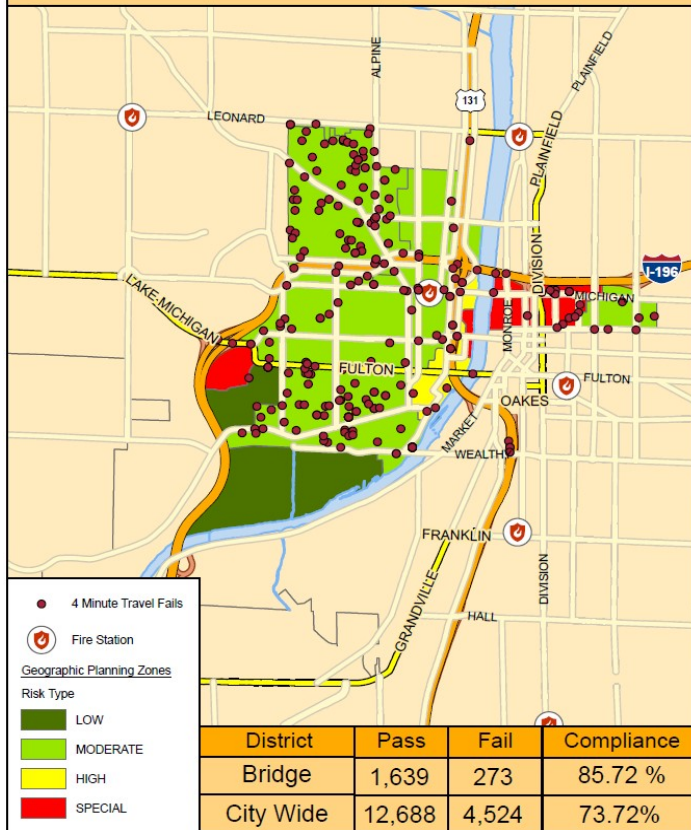 ALPINE
PLAINFIELD
131
LEONARD
PLAINFIELD
DIVISION
I-196
MICHIGAN
LAKE-MICHIGAN
MONROE
FULTON
FULTON
OAKES
MARKET
WEALTHY
FRANKLIN
GRANDVILLE
DIVISION
HALL
4 Minute Travel Fails
Fire Station
Geographic Planning Zones
Risk Type
LOW
MODERATE
HIGH
SPECIAL
District Pass Fail Compliance
Bridge 1,639 273 85.72 %
City Wide 12,688 4,524 73.72%